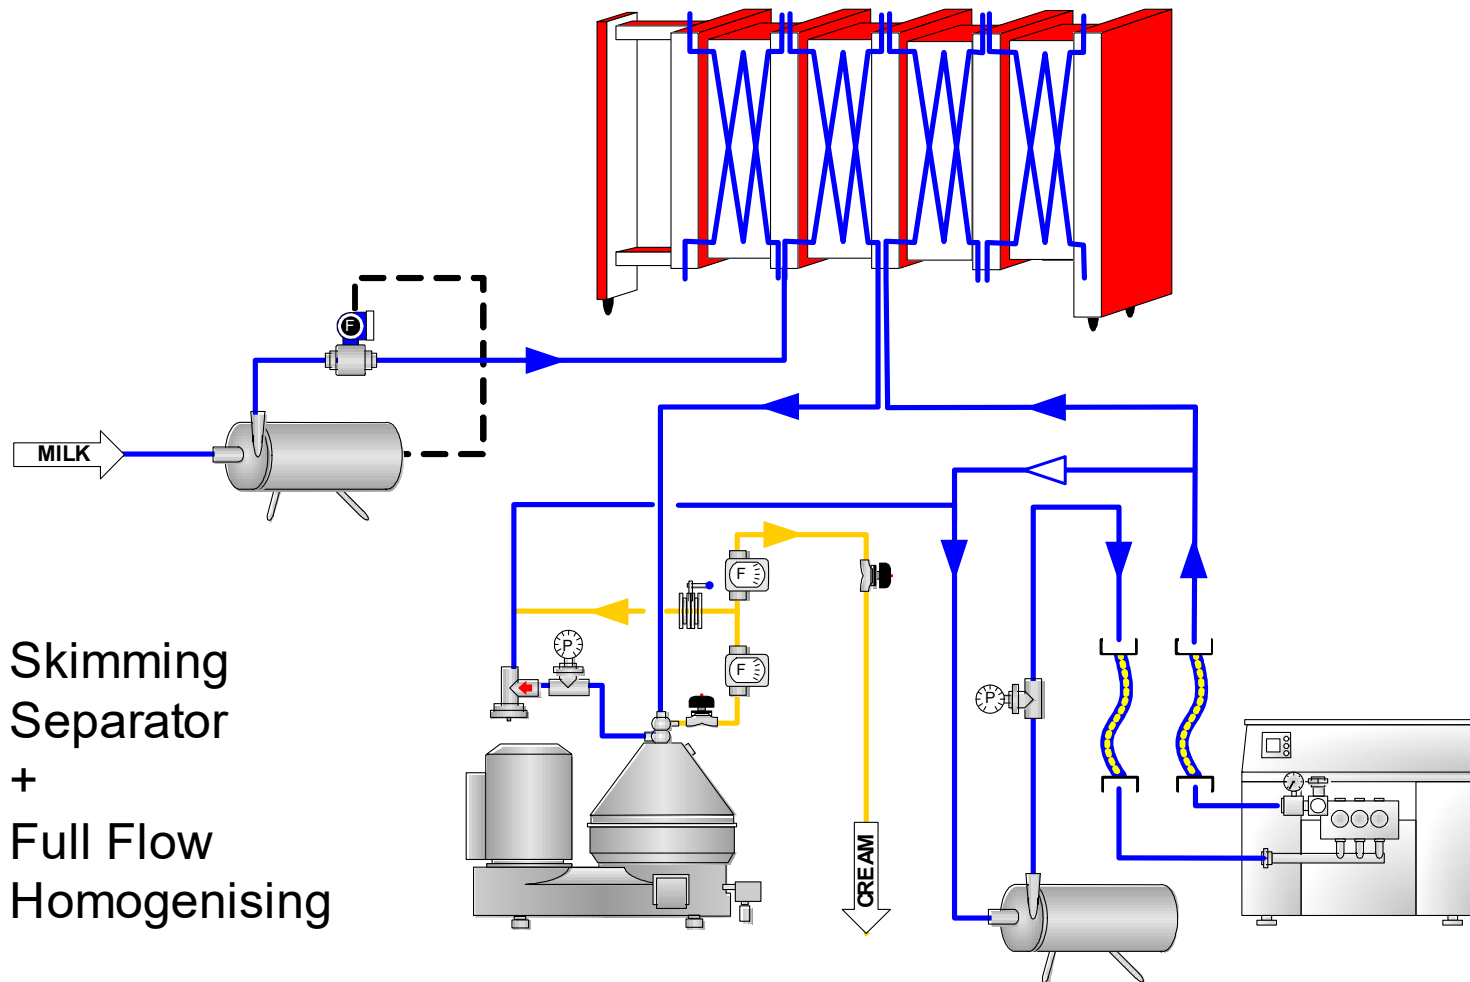 F
MILK
F
P
F
P
Skimming
Separator
+
Full Flow
Homogenising
CREAM